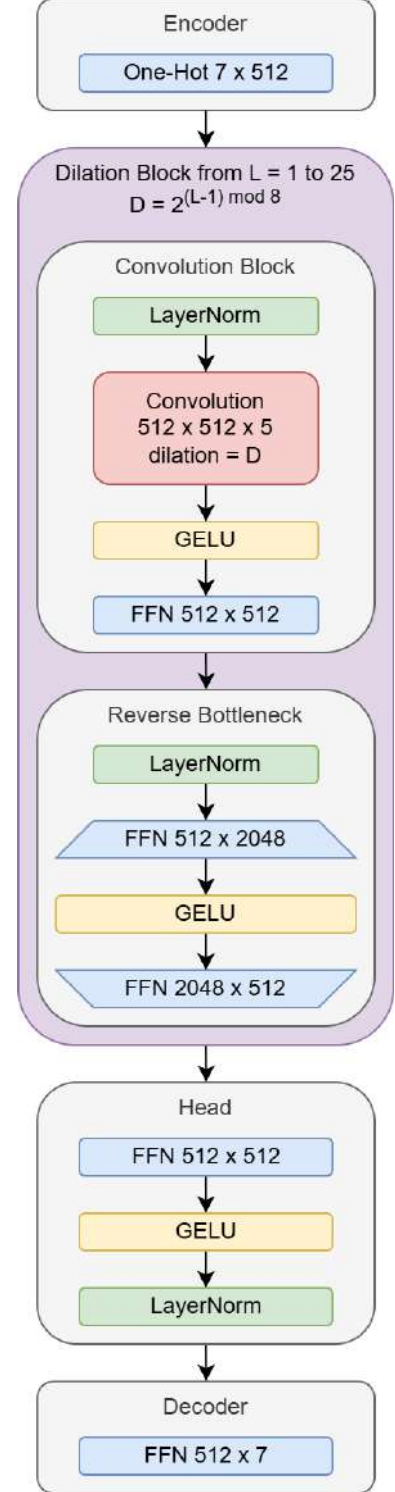 Encoder
One-Hot 7 x 512
Dilation Block from L = 1 to 25
D = 2^(L-1) mod 8
Convolution Block
LayerNorm
Convolution
512 x 512 x 5
dilation = D
GELU
FFN 512 x 512
Reverse Bottleneck
LayerNorm
FFN 512 x 2048
GELU
FFN 2048 x 512
Head
FFN 512 x 512
GELU
LayerNorm
Decoder
FFN 512 x 7